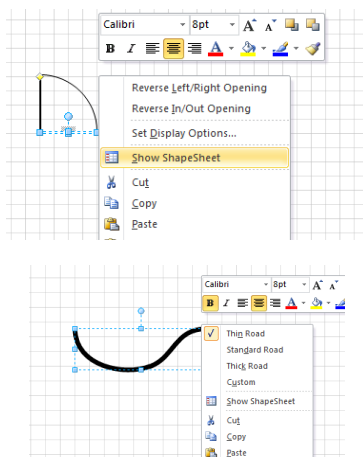 Calibri 8pt A A
B I A
Reverse Left/Right Opening
Reverse In/Out Opening
Set Display Options...
Show ShapeSheet
Cut
Copy
Paste
Calibri 8pt A A
B I A
Thin Road
Standard Road
Thick Road
Custom
Show ShapeSheet
Cut
Copy
Paste